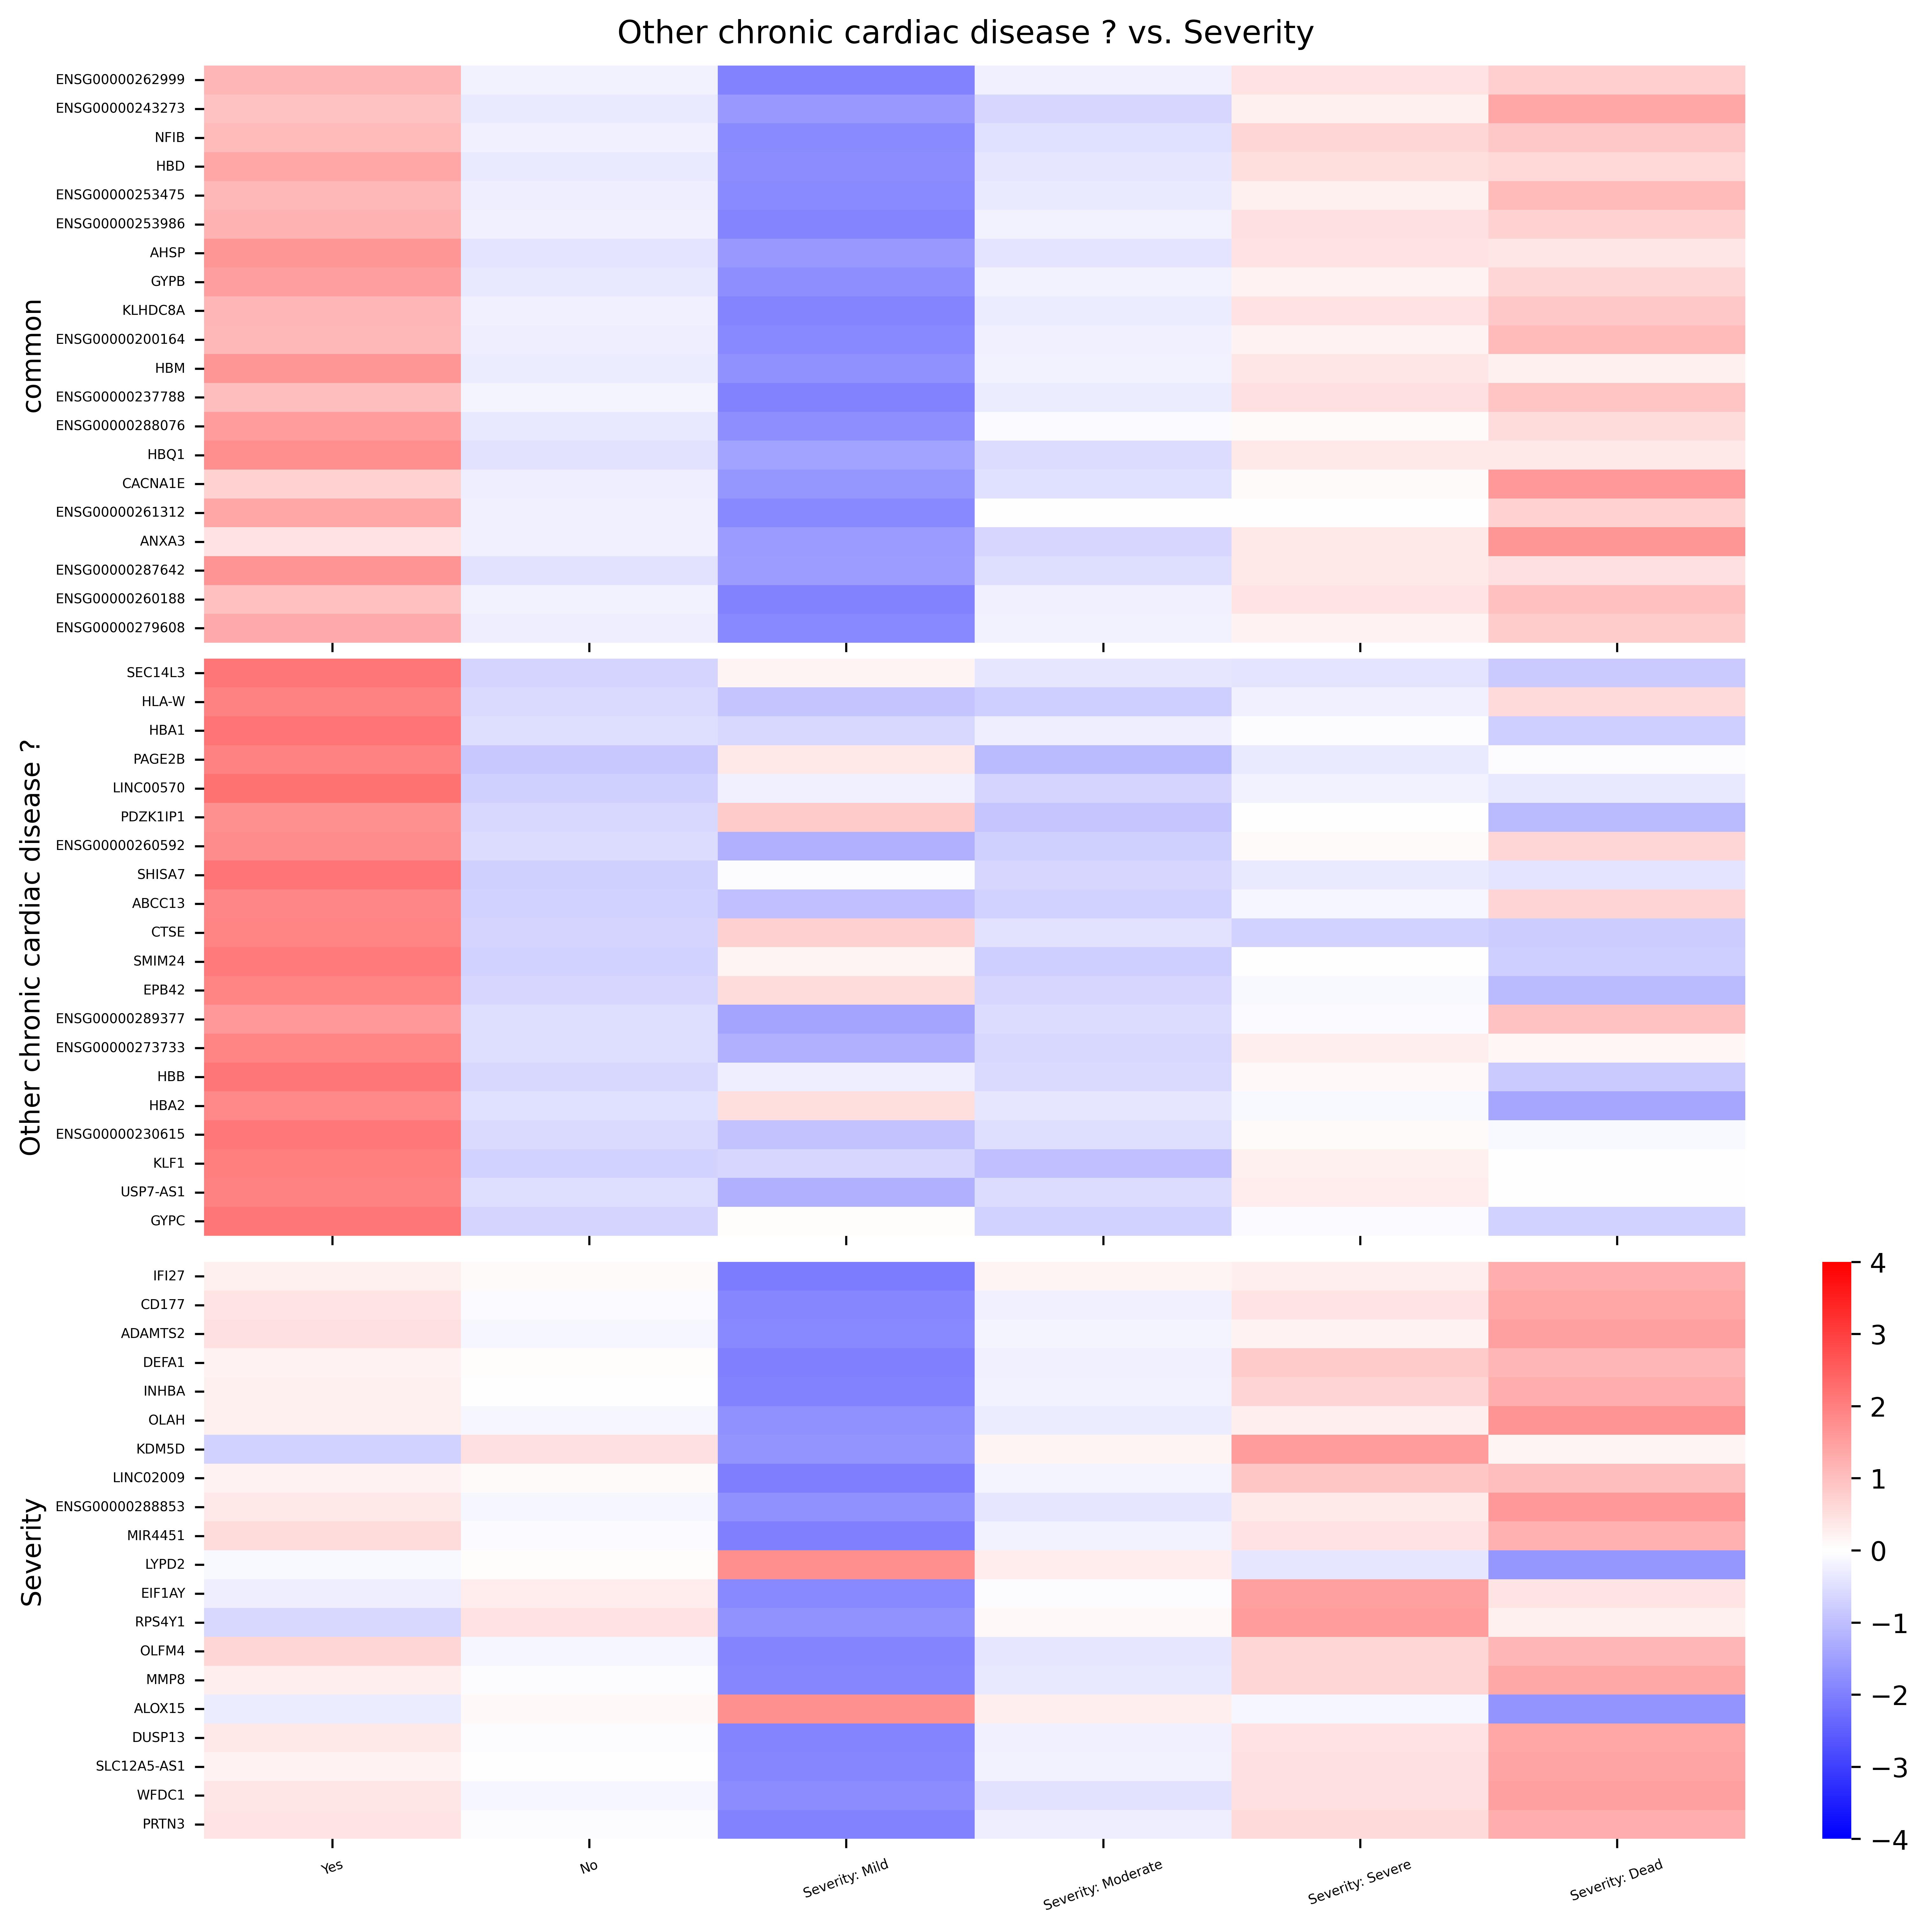 Other chronic cardiac disease ? vs. Severity
common
ENSG00000262999
ENSG00000243273
NFIB
HBD
ENSG00000253475
ENSG00000253986
AHSP
GYPB
KLHDC8A
ENSG00000200164
HBM
ENSG00000237788
ENSG00000288076
HBQ1
CACNA1E
ENSG00000261312
ANXA3
ENSG00000287642
ENSG00000260188
ENSG00000279608
Other chronic cardiac disease ?
SEC14L3
HLA-W
HBA1
PAGE2B
LINC00570
PDZK1IP1
ENSG00000260592
SHISA7
ABCC13
CTSE
SMIM24
EPB42
ENSG00000289377
ENSG00000273733
HBB
HBA2
ENSG00000230615
KLF1
USP7-AS1
GYPC
Severity
IFI27
CD177
ADAMTS2
DEFA1
INHBA
OLAH
KDM5D
LINC02009
ENSG00000288853
MIR4451
LYPD2
EIF1AY
RPS4Y1
OLFM4
MMP8
ALOX15
DUSP13
SLC12A5-AS1
WFDC1
PRTN3
Yes
No
Severity: Mild
Severity: Moderate
Severity: Severe
Severity: Dead
4
3
2
1
0
−1
−2
−3
−4